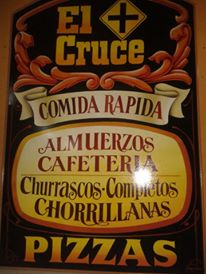 El
Cruce
COMIDA RAPIDA
ALMUERZOS
CAFETERIA
Churrascos-Completos
CHORRILLANAS
PIZZAS